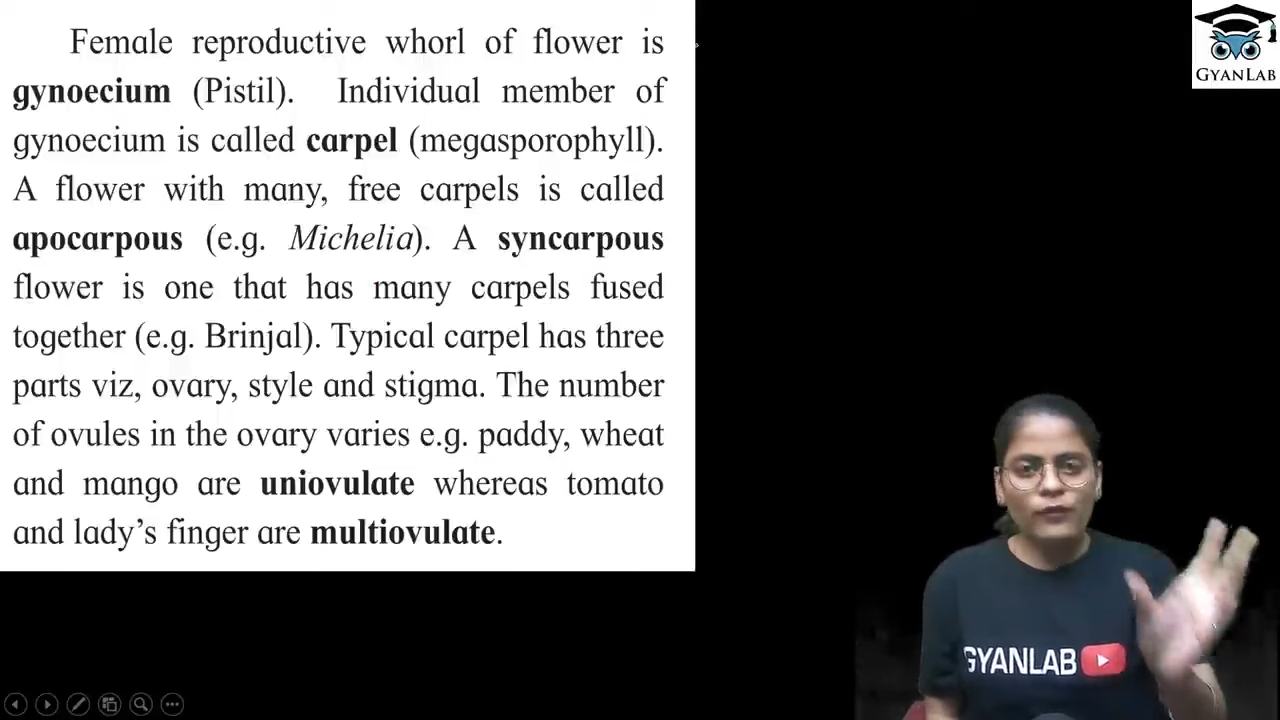 Female reproductive whorl of flower is
gynoecium (Pistil). Individual member of
gynoecium is called carpel (megasporophyll).
A flower with many, free carpels is called
apocarpous (e.g. Michelia). A syncarpous
flower is one that has many carpels fused
together (e.g. Brinjal). Typical carpel has three
parts viz, ovary, style and stigma. The number
of ovules in the ovary varies e.g. paddy, wheat
and mango are uniovulate whereas tomato
and lady's finger are multiovulate.
GYANLAB
GYANLAB